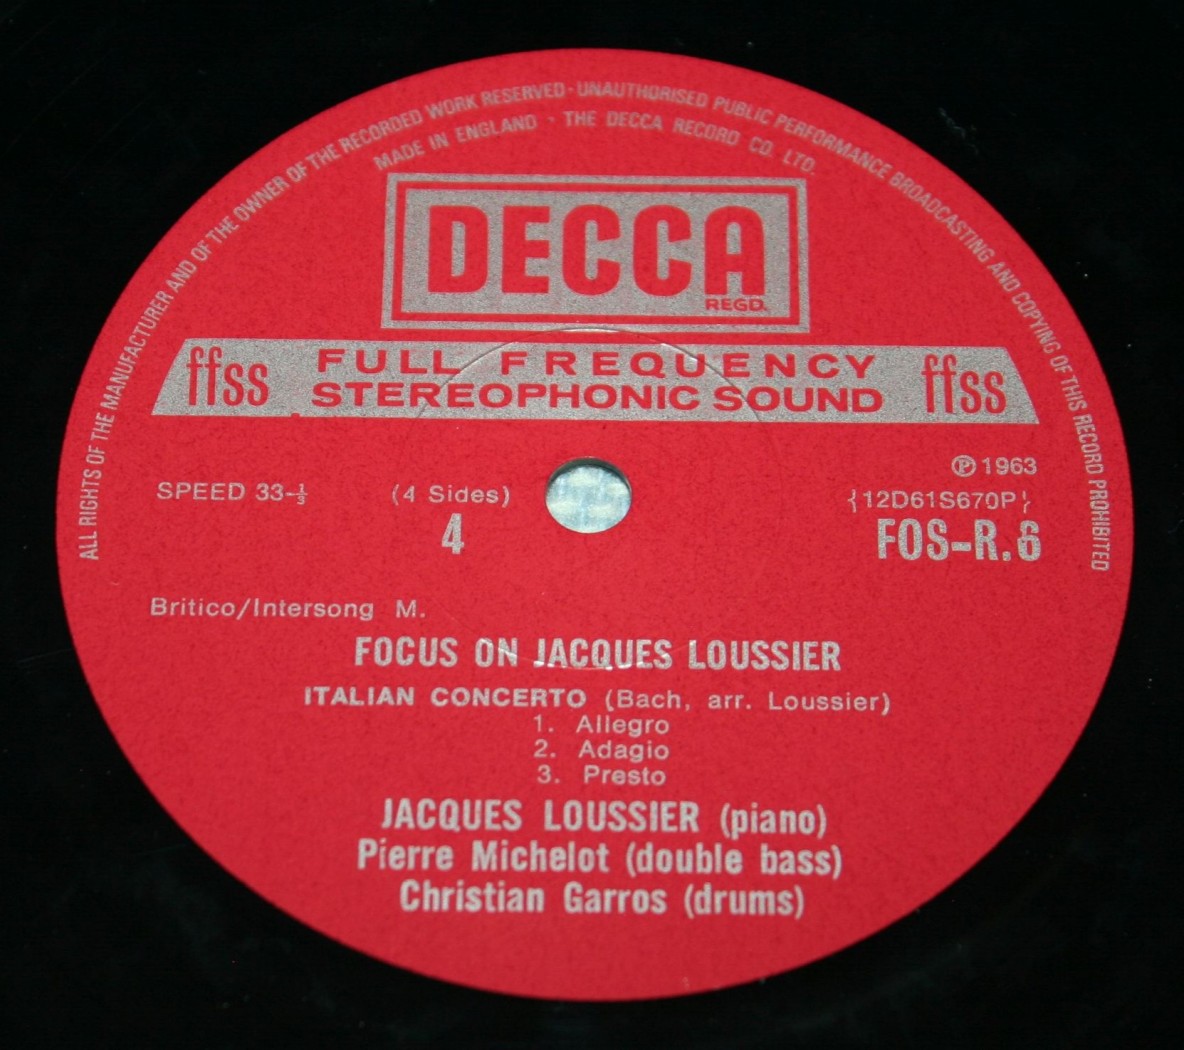 ALL RIGHTS OF THE MANUFACTURER AND OF THE OWNER OF THE RECORDED WORK RESERVED · UNAUTHORISED PUBLIC PERFORMANCE BROADCASTING AND COPYING OF THIS RECORD PROHIBITED
MADE IN ENGLAND · THE DECCA RECORD CO. LTD.
DECCA
REGD.
ffss FULL FREQUENCY ffss
STEREOPHONIC SOUND
℗ 1963
SPEED 33-⅓ (4 Sides) {12D61S670P}
4 FOS-R.6
Britico/Intersong M.
FOCUS ON JACQUES LOUSSIER
ITALIAN CONCERTO (Bach, arr. Loussier)
1. Allegro
2. Adagio
3. Presto
JACQUES LOUSSIER (piano)
Pierre Michelot (double bass)
Christian Garros (drums)